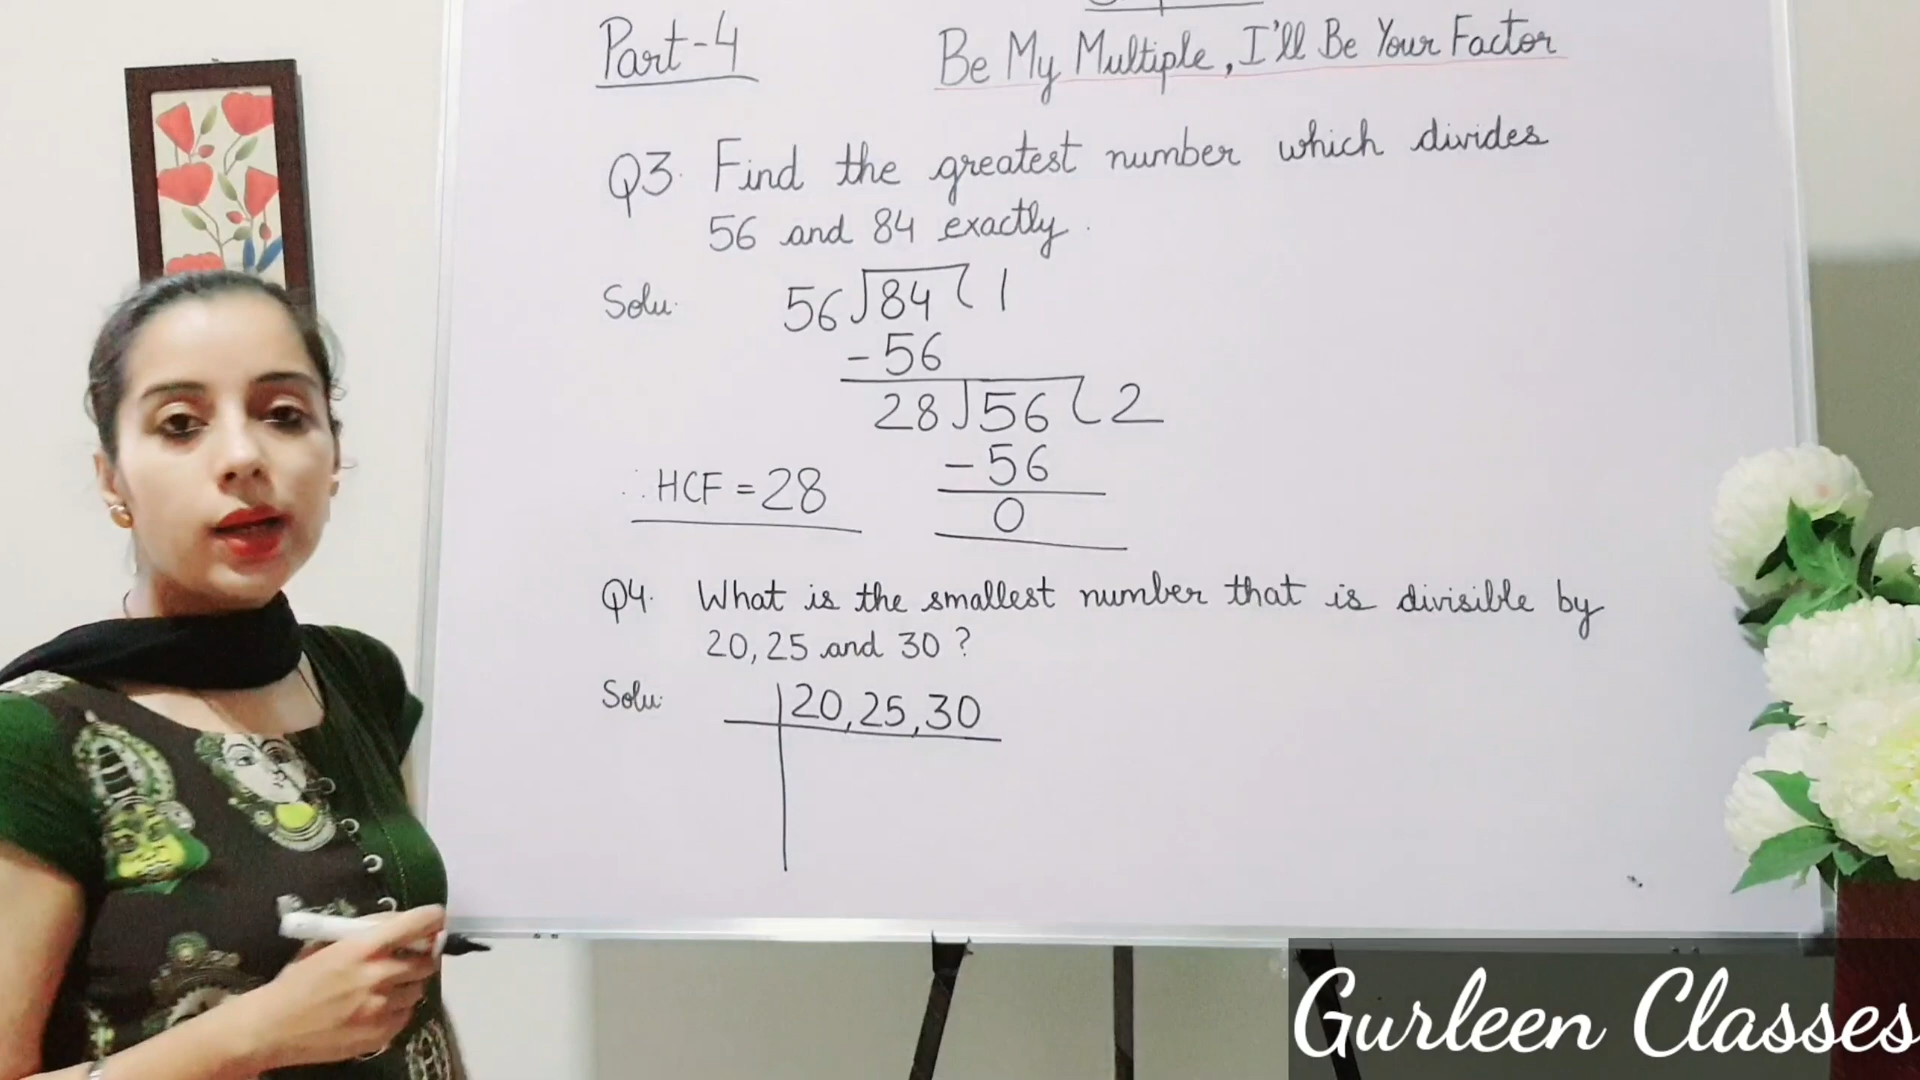 Part-4
Be My Multiple, I'll Be Your Factor
Q3. Find the greatest number which divides
56 and 84 exactly.
Solu.
56 84 1
-56
28 56 2
-56
0
∴ HCF = 28
Q4. What is the smallest number that is divisible by
20, 25 and 30 ?
Solu.
20, 25, 30
Gurleen Classes